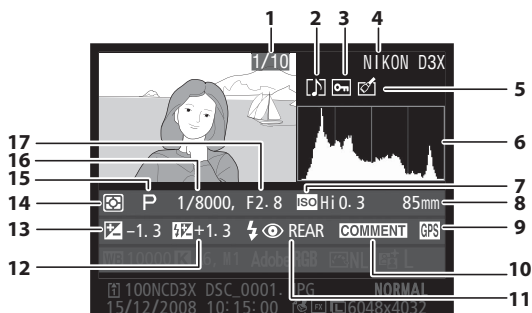 1 2 3 4
1/10 NIKON D3X
5
6
17
16
15 7
14 P 1/8000, F2.8 ISO Hi 0.3 85mm 8
13 –1.3 +1.3 REAR COMMENT GPS 9
12 10
11
100NCD3X DSC_0001.JPG NORMAL
15/12/2008 10:15:00 FX L 6048x4032